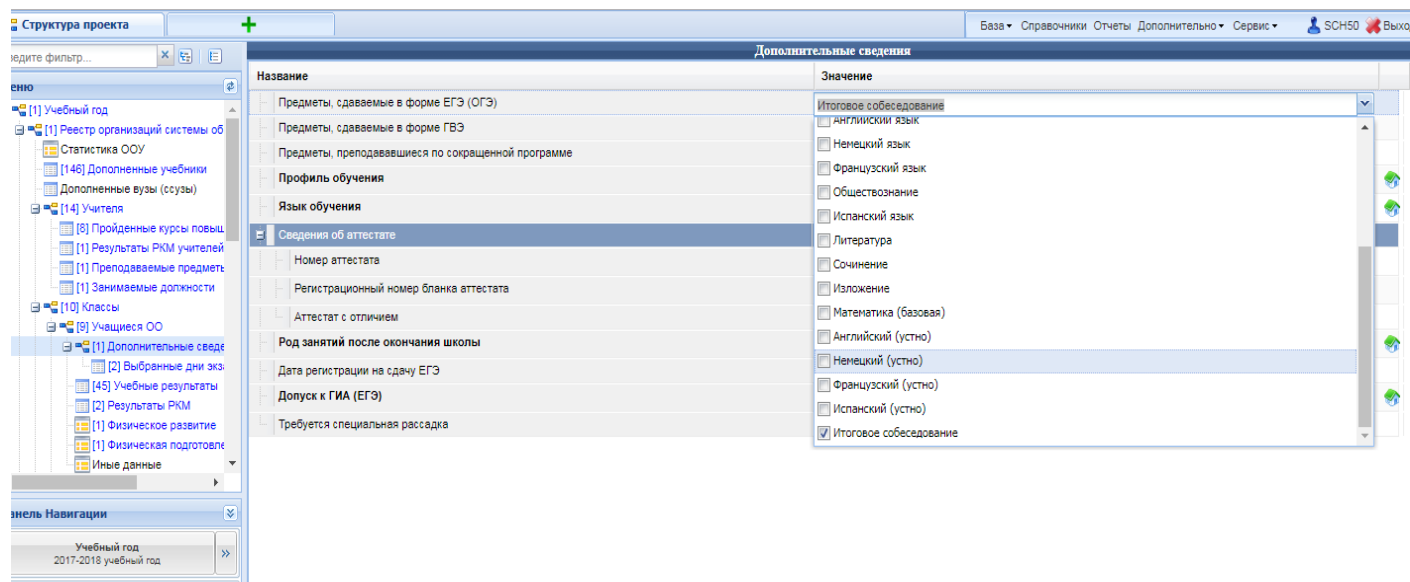 Структура проекта
База Справочники Отчеты Дополнительно Сервис SCH50 Выхо
ведите фильтр...
еню
[1] Учебный год
[1] Реестр организаций системы об
Статистика ООУ
[146] Дополненные учебники
Дополненные вузы (ссузы)
[14] Учителя
[8] Пройденные курсы повыш
[1] Результаты РКМ учителей
[1] Преподаваемые предметы
[1] Занимаемые должности
[10] Классы
[9] Учащиеся ОО
[1] Дополнительные сведе
[2] Выбранные дни экза
[45] Учебные результаты
[2] Результаты РКМ
[1] Физическое развитие
[1] Физическая подготовле
Иные данные
анель Навигации
Учебный год
2017-2018 учебный год
Дополнительные сведения
Название Значение
Предметы, сдаваемые в форме ЕГЭ (ОГЭ)
Предметы, сдаваемые в форме ГВЭ
Предметы, преподававшиеся по сокращенной программе
Профиль обучения
Язык обучения
Сведения об аттестате
Номер аттестата
Регистрационный номер бланка аттестата
Аттестат с отличием
Род занятий после окончания школы
Дата регистрации на сдачу ЕГЭ
Допуск к ГИА (ЕГЭ)
Требуется специальная рассадка
Итоговое собеседование
Английский язык
Немецкий язык
Французский язык
Обществознание
Испанский язык
Литература
Сочинение
Изложение
Математика (базовая)
Английский (устно)
Немецкий (устно)
Французский (устно)
Испанский (устно)
Итоговое собеседование